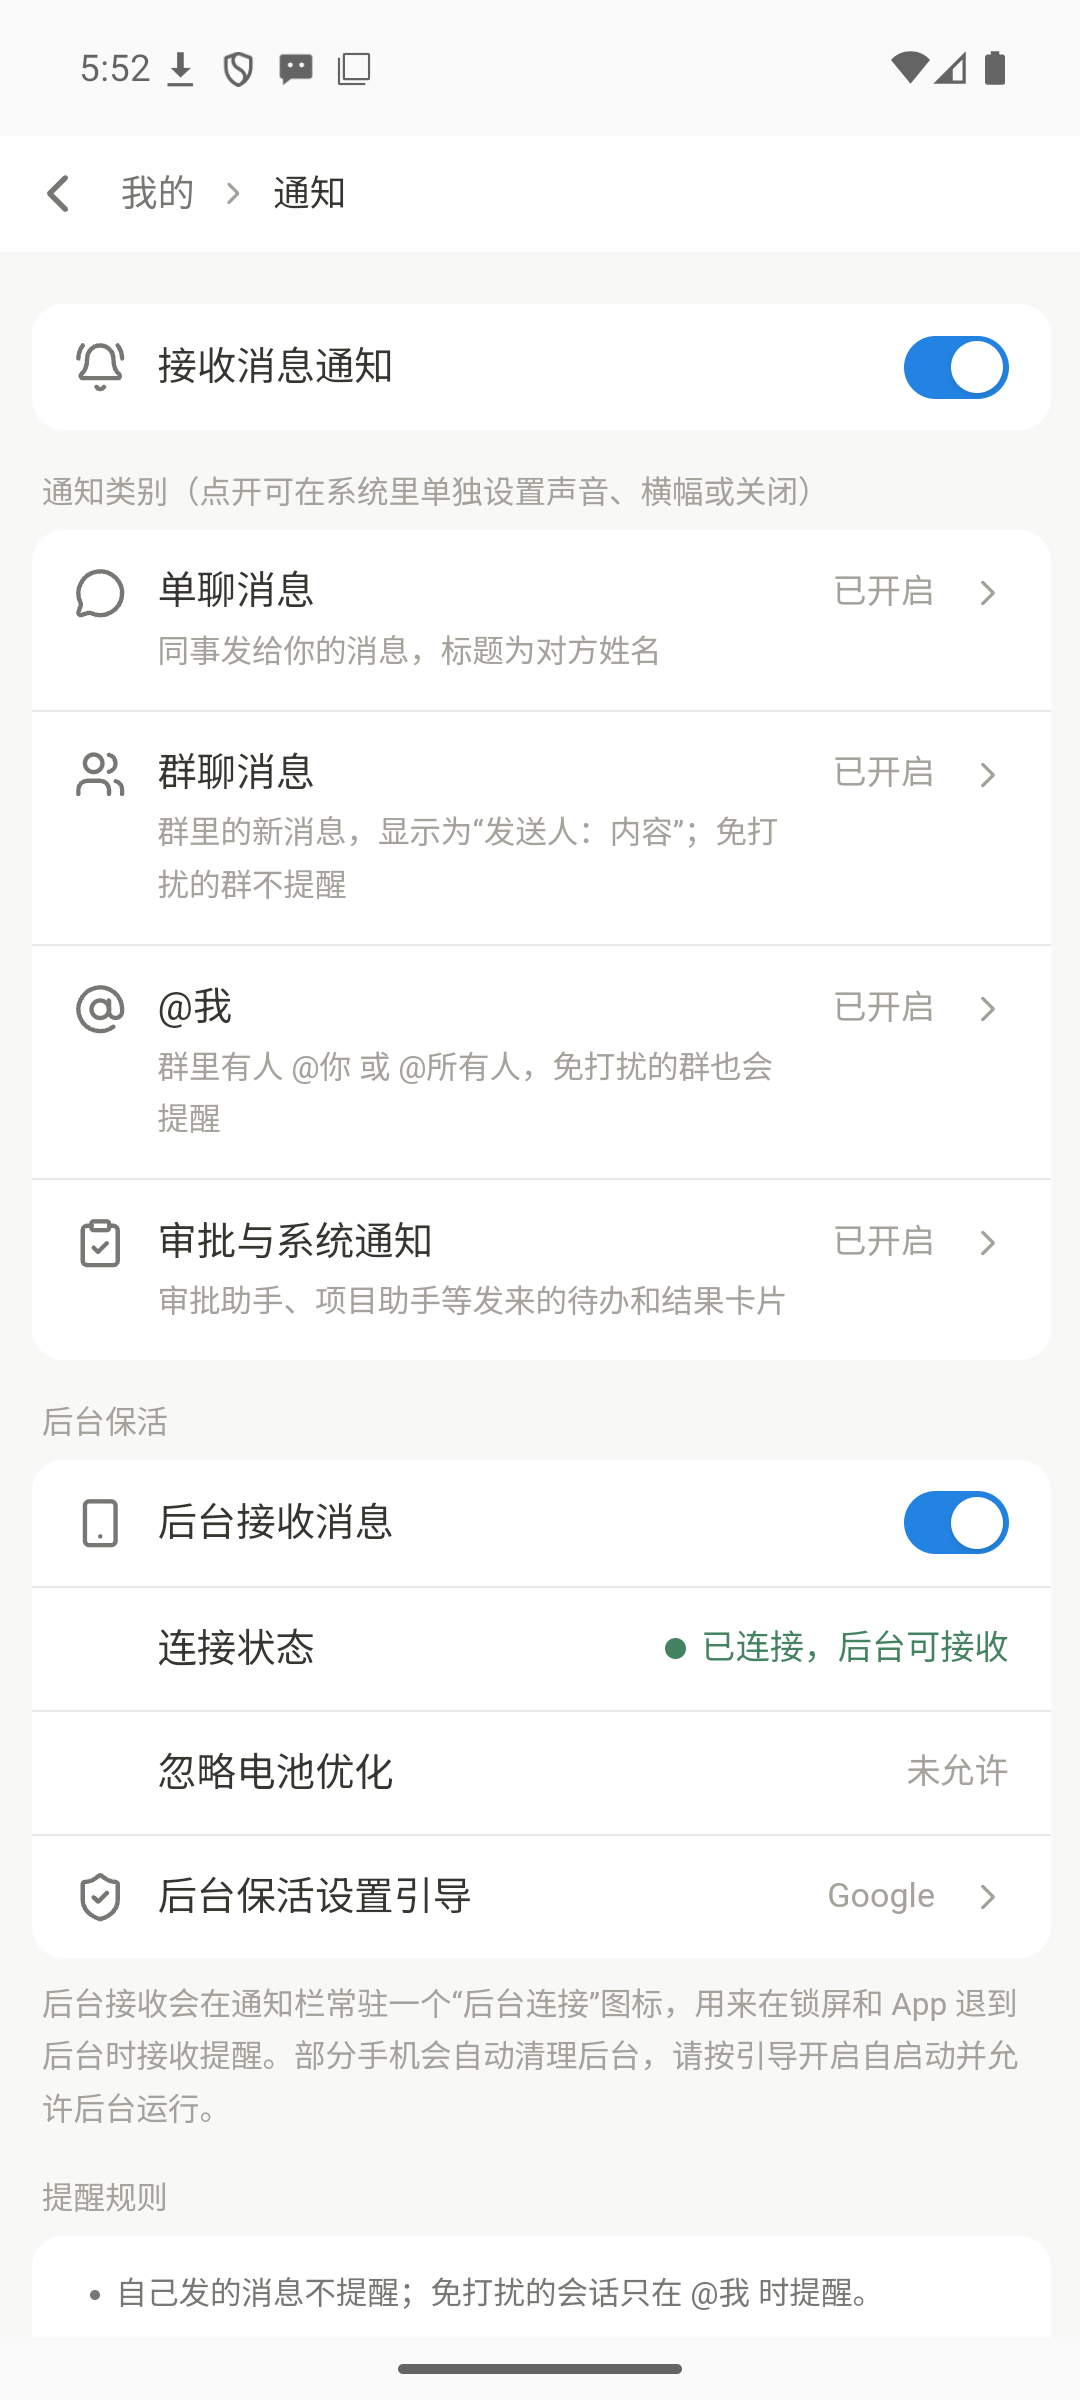 5:52
我的 > 通知
接收消息通知
通知类别（点开可在系统里单独设置声音、横幅或关闭）
单聊消息 已开启
同事发给你的消息，标题为对方姓名
群聊消息 已开启
群里的新消息，显示为“发送人：内容”；免打
扰的群不提醒
@我 已开启
群里有人 @你 或 @所有人，免打扰的群也会
提醒
审批与系统通知 已开启
审批助手、项目助手等发来的待办和结果卡片
后台保活
后台接收消息
连接状态 已连接，后台可接收
忽略电池优化 未允许
后台保活设置引导 Google
后台接收会在通知栏常驻一个“后台连接”图标，用来在锁屏和 App 退到
后台时接收提醒。部分手机会自动清理后台，请按引导开启自启动并允
许后台运行。
提醒规则
• 自己发的消息不提醒；免打扰的会话只在 @我 时提醒。